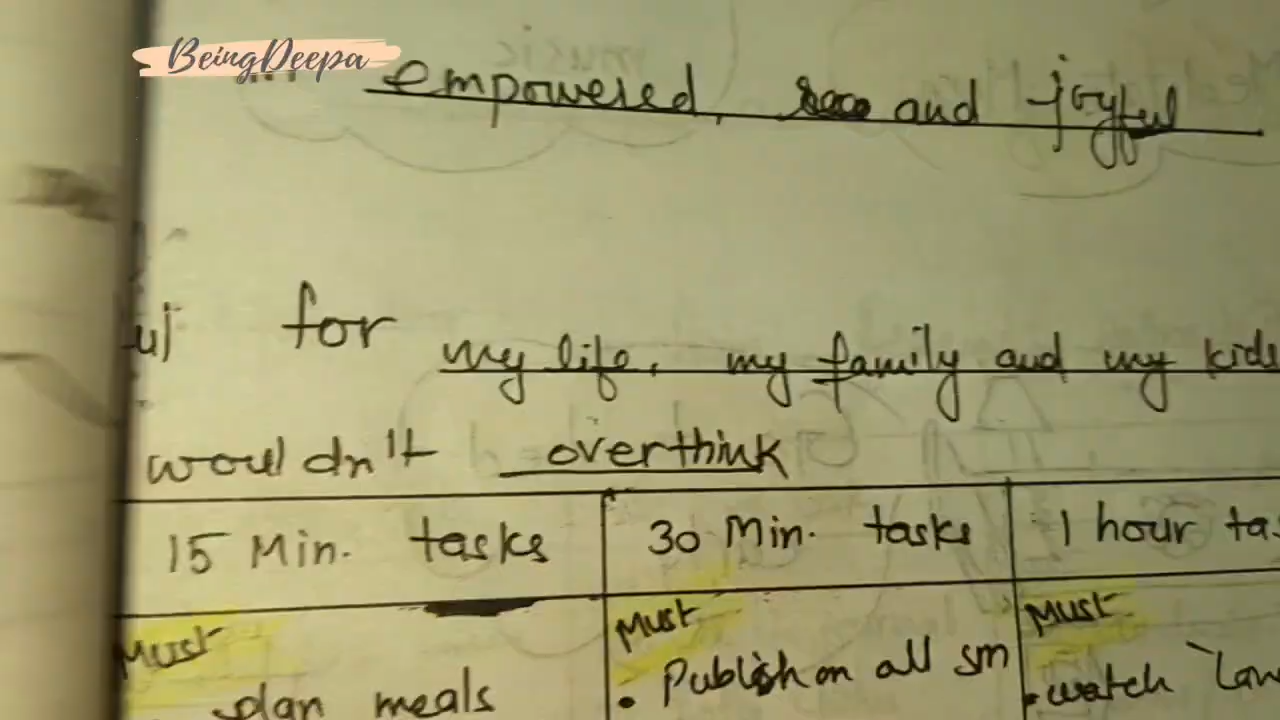 BeingDeepa
empowered, and joyful
for my life, my family and my kids
wouldn't overthink
15 Min. tasks 30 Min. tasks 1 hour ta
Must Must Must
plan meals • Publish on all sm • watch